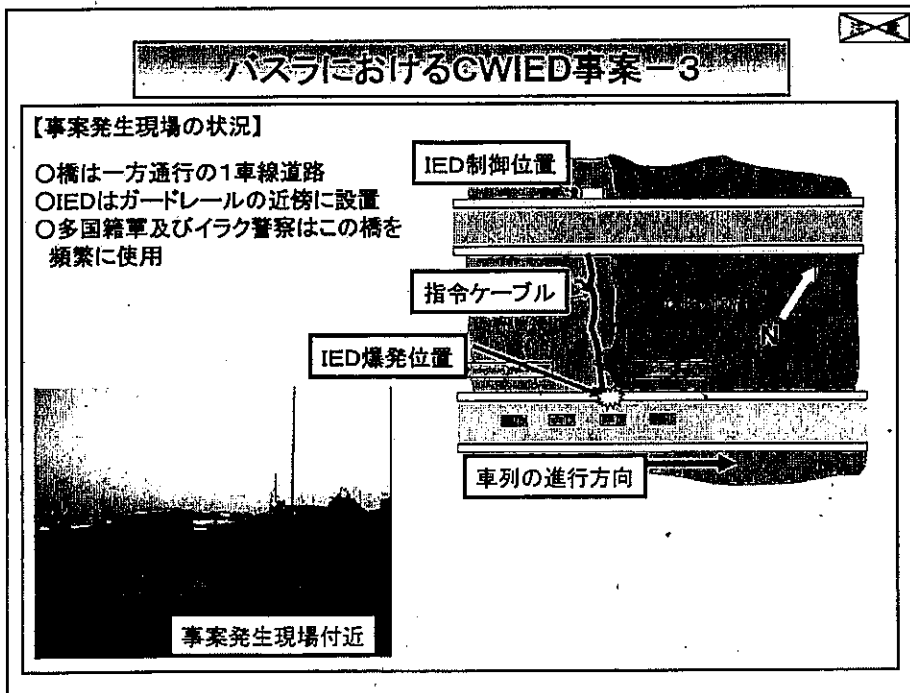 注意
バスラにおけるCWIED事案－3
【事案発生現場の状況】
○橋は一方通行の1車線道路
○IEDはガードレールの近傍に設置
○多国籍軍及びイラク警察はこの橋を
頻繁に使用
IED制御位置
指令ケーブル
N
IED爆発位置
車列の進行方向
事案発生現場付近